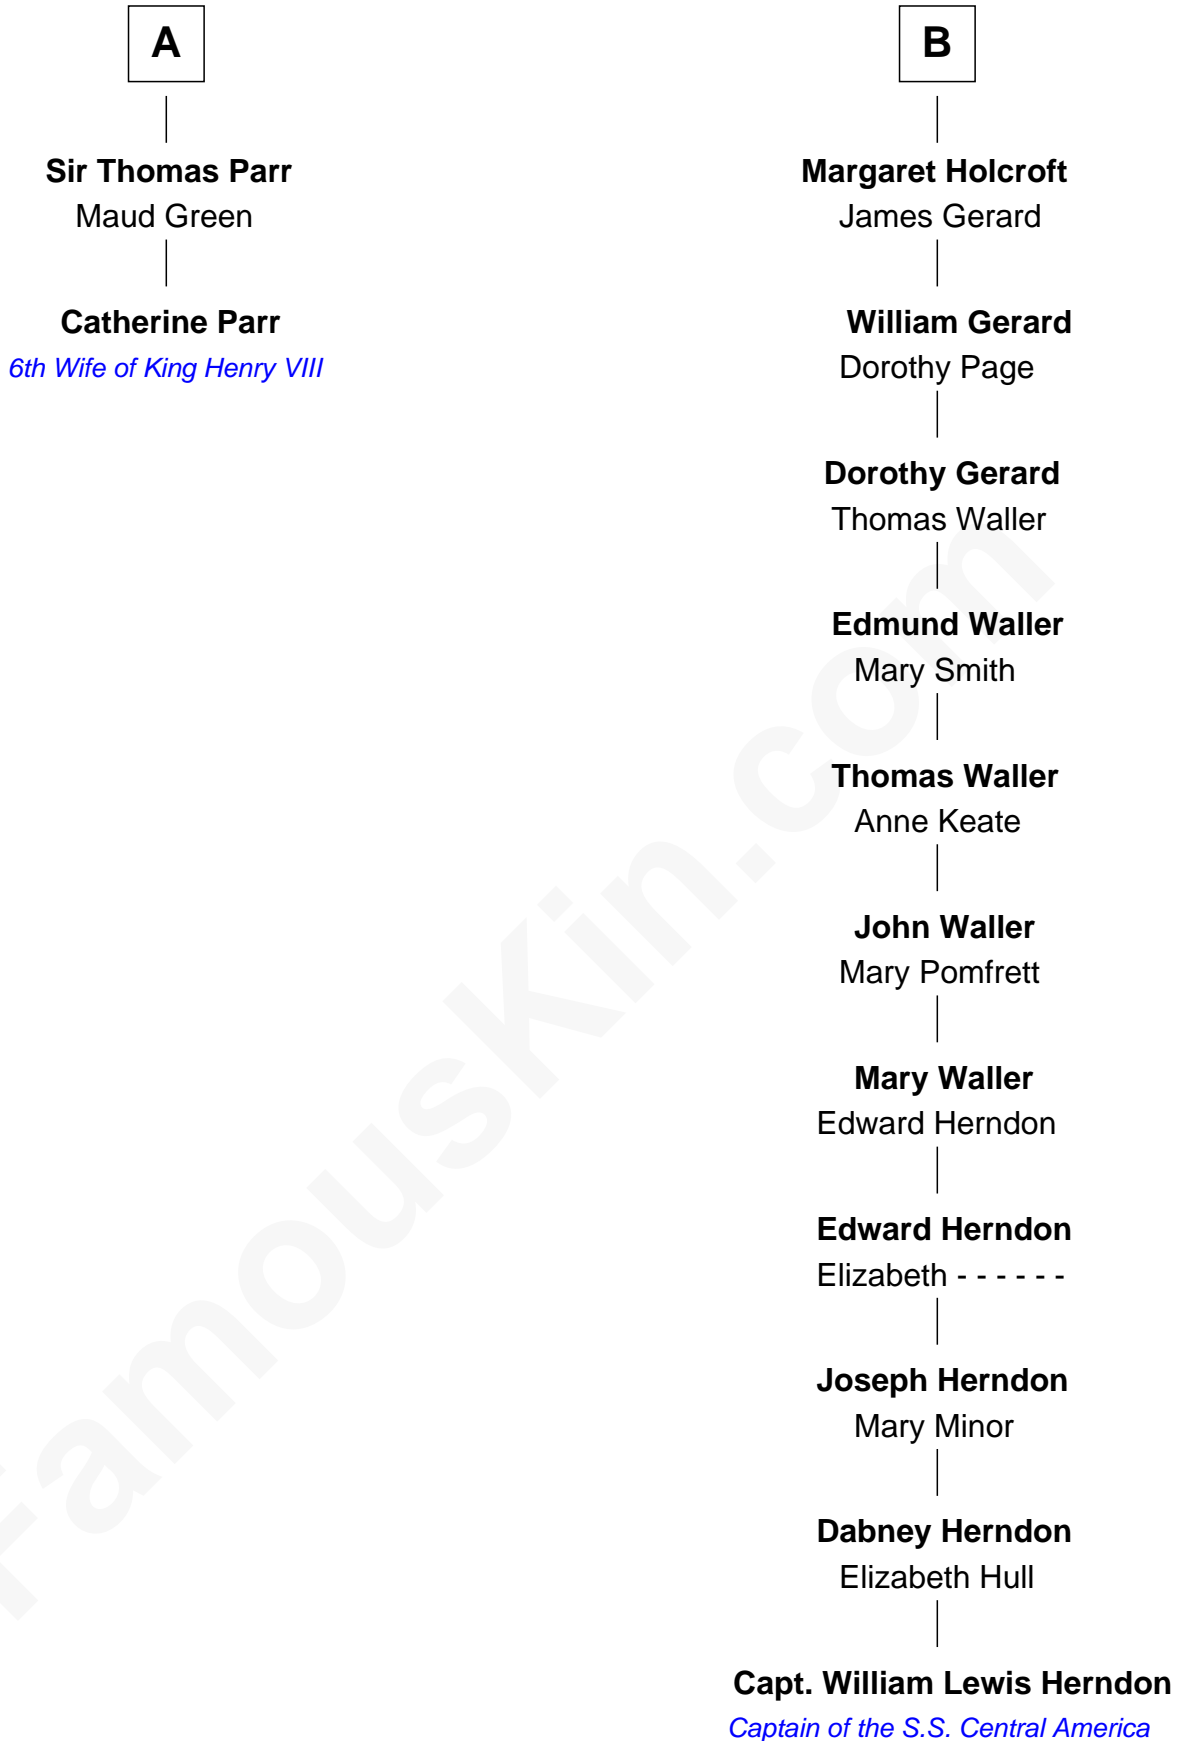 A
Sir Thomas Parr
Maud Green
Catherine Parr
6th Wife of King Henry VIII
B
Margaret Holcroft
James Gerard
William Gerard
Dorothy Page
Dorothy Gerard
Thomas Waller
Edmund Waller
Mary Smith
Thomas Waller
Anne Keate
John Waller
Mary Pomfrett
Mary Waller
Edward Herndon
Edward Herndon
Elizabeth - - - - - -
Joseph Herndon
Mary Minor
Dabney Herndon
Elizabeth Hull
Capt. William Lewis Herndon
Captain of the S.S. Central America
FamousKin.com